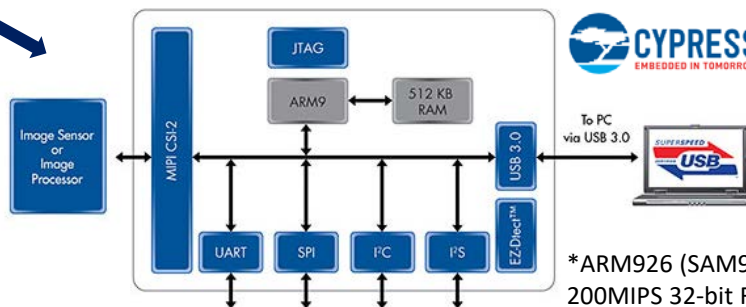 JTAG
CYPRESS
EMBEDDED IN TOMORRO
ARM9
512 KB
RAM
Image Sensor
or
Image
Processor
MIPI CSI-2
USB 3.0
To PC
via USB 3.0
SUPERSPEED
USB
UART
SPI
I²C
I²S
EZ-Dtect™
*ARM926 (SAM9
200MIPS 32-bit